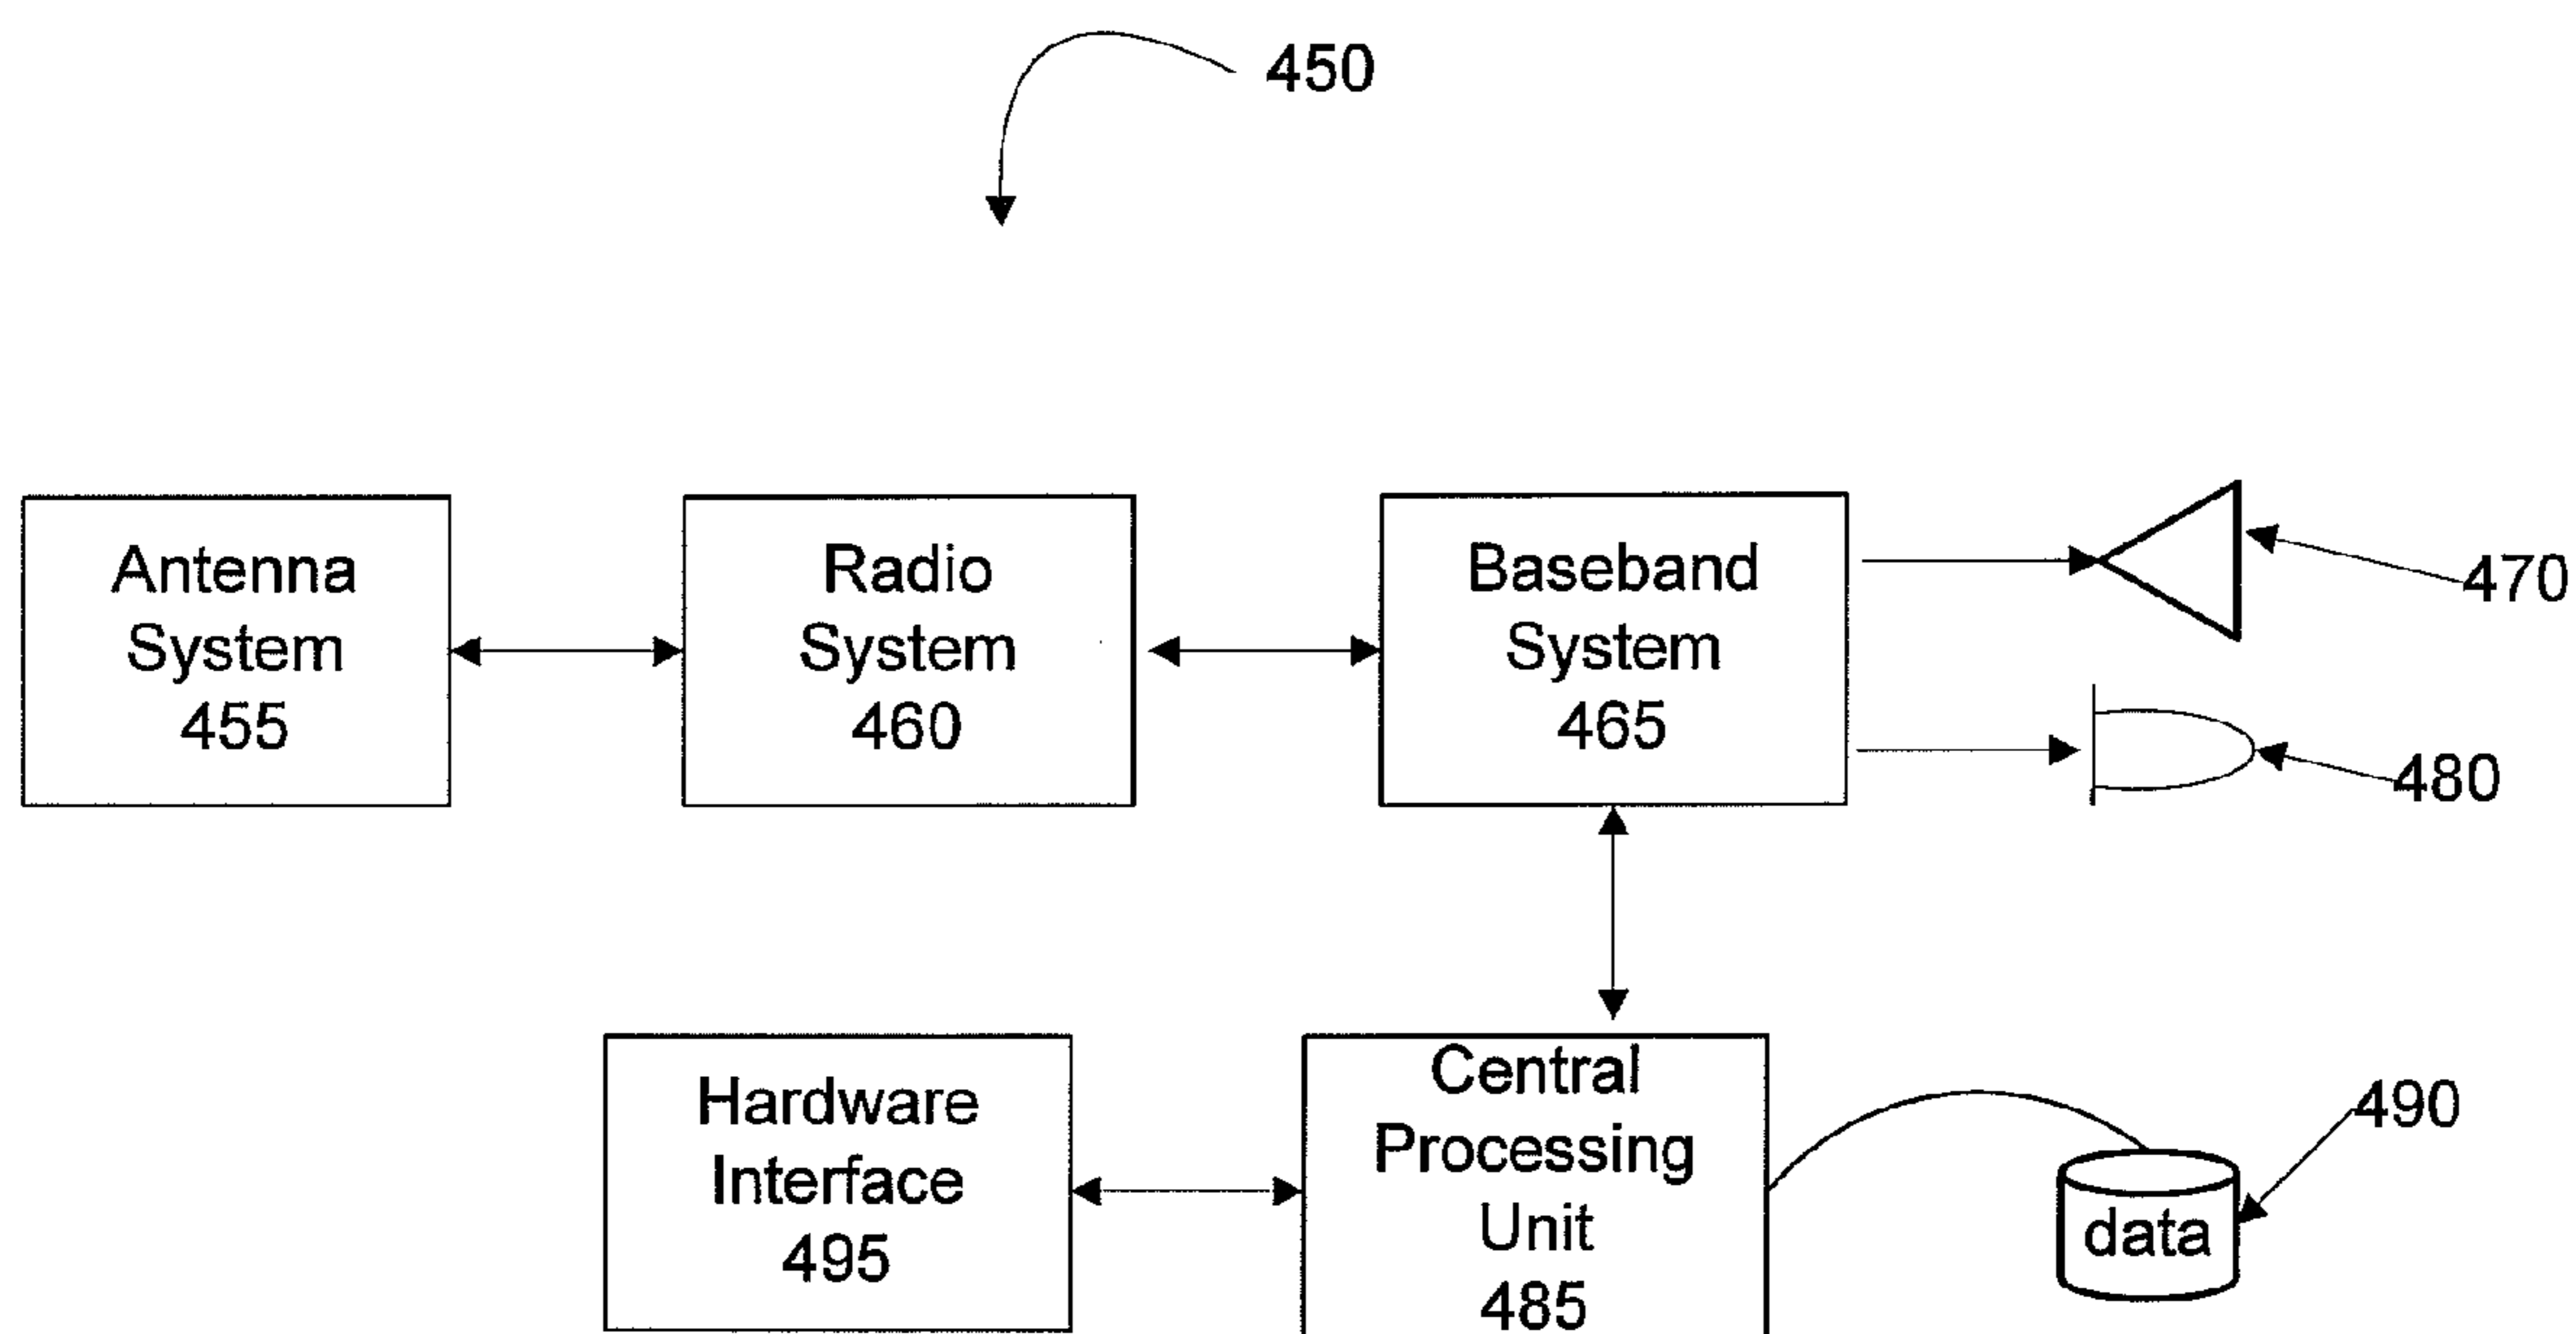 450
Antenna
System
455
Radio
System
460
Baseband
System
465
470
480
Hardware
Interface
495
Central
Processing
Unit
485
490
data